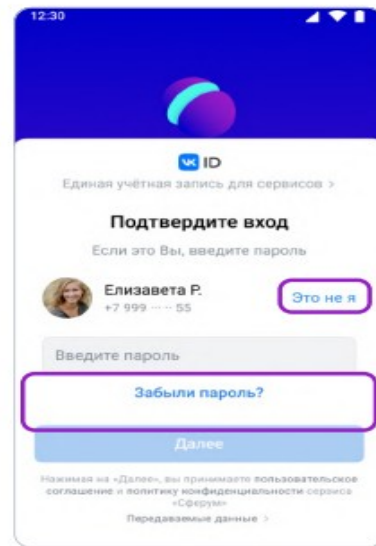 12:30
VK ID
Единая учётная запись для сервисов >
Подтвердите вход
Если это Вы, введите пароль
Елизавета Р.
+7 999 ··· ·· 55
Это не я
Введите пароль
Забыли пароль?
Далее
Нажимая на «Далее», вы принимаете пользовательское
соглашение и политику конфиденциальности сервиса
«Сферум»
Передаваемые данные >